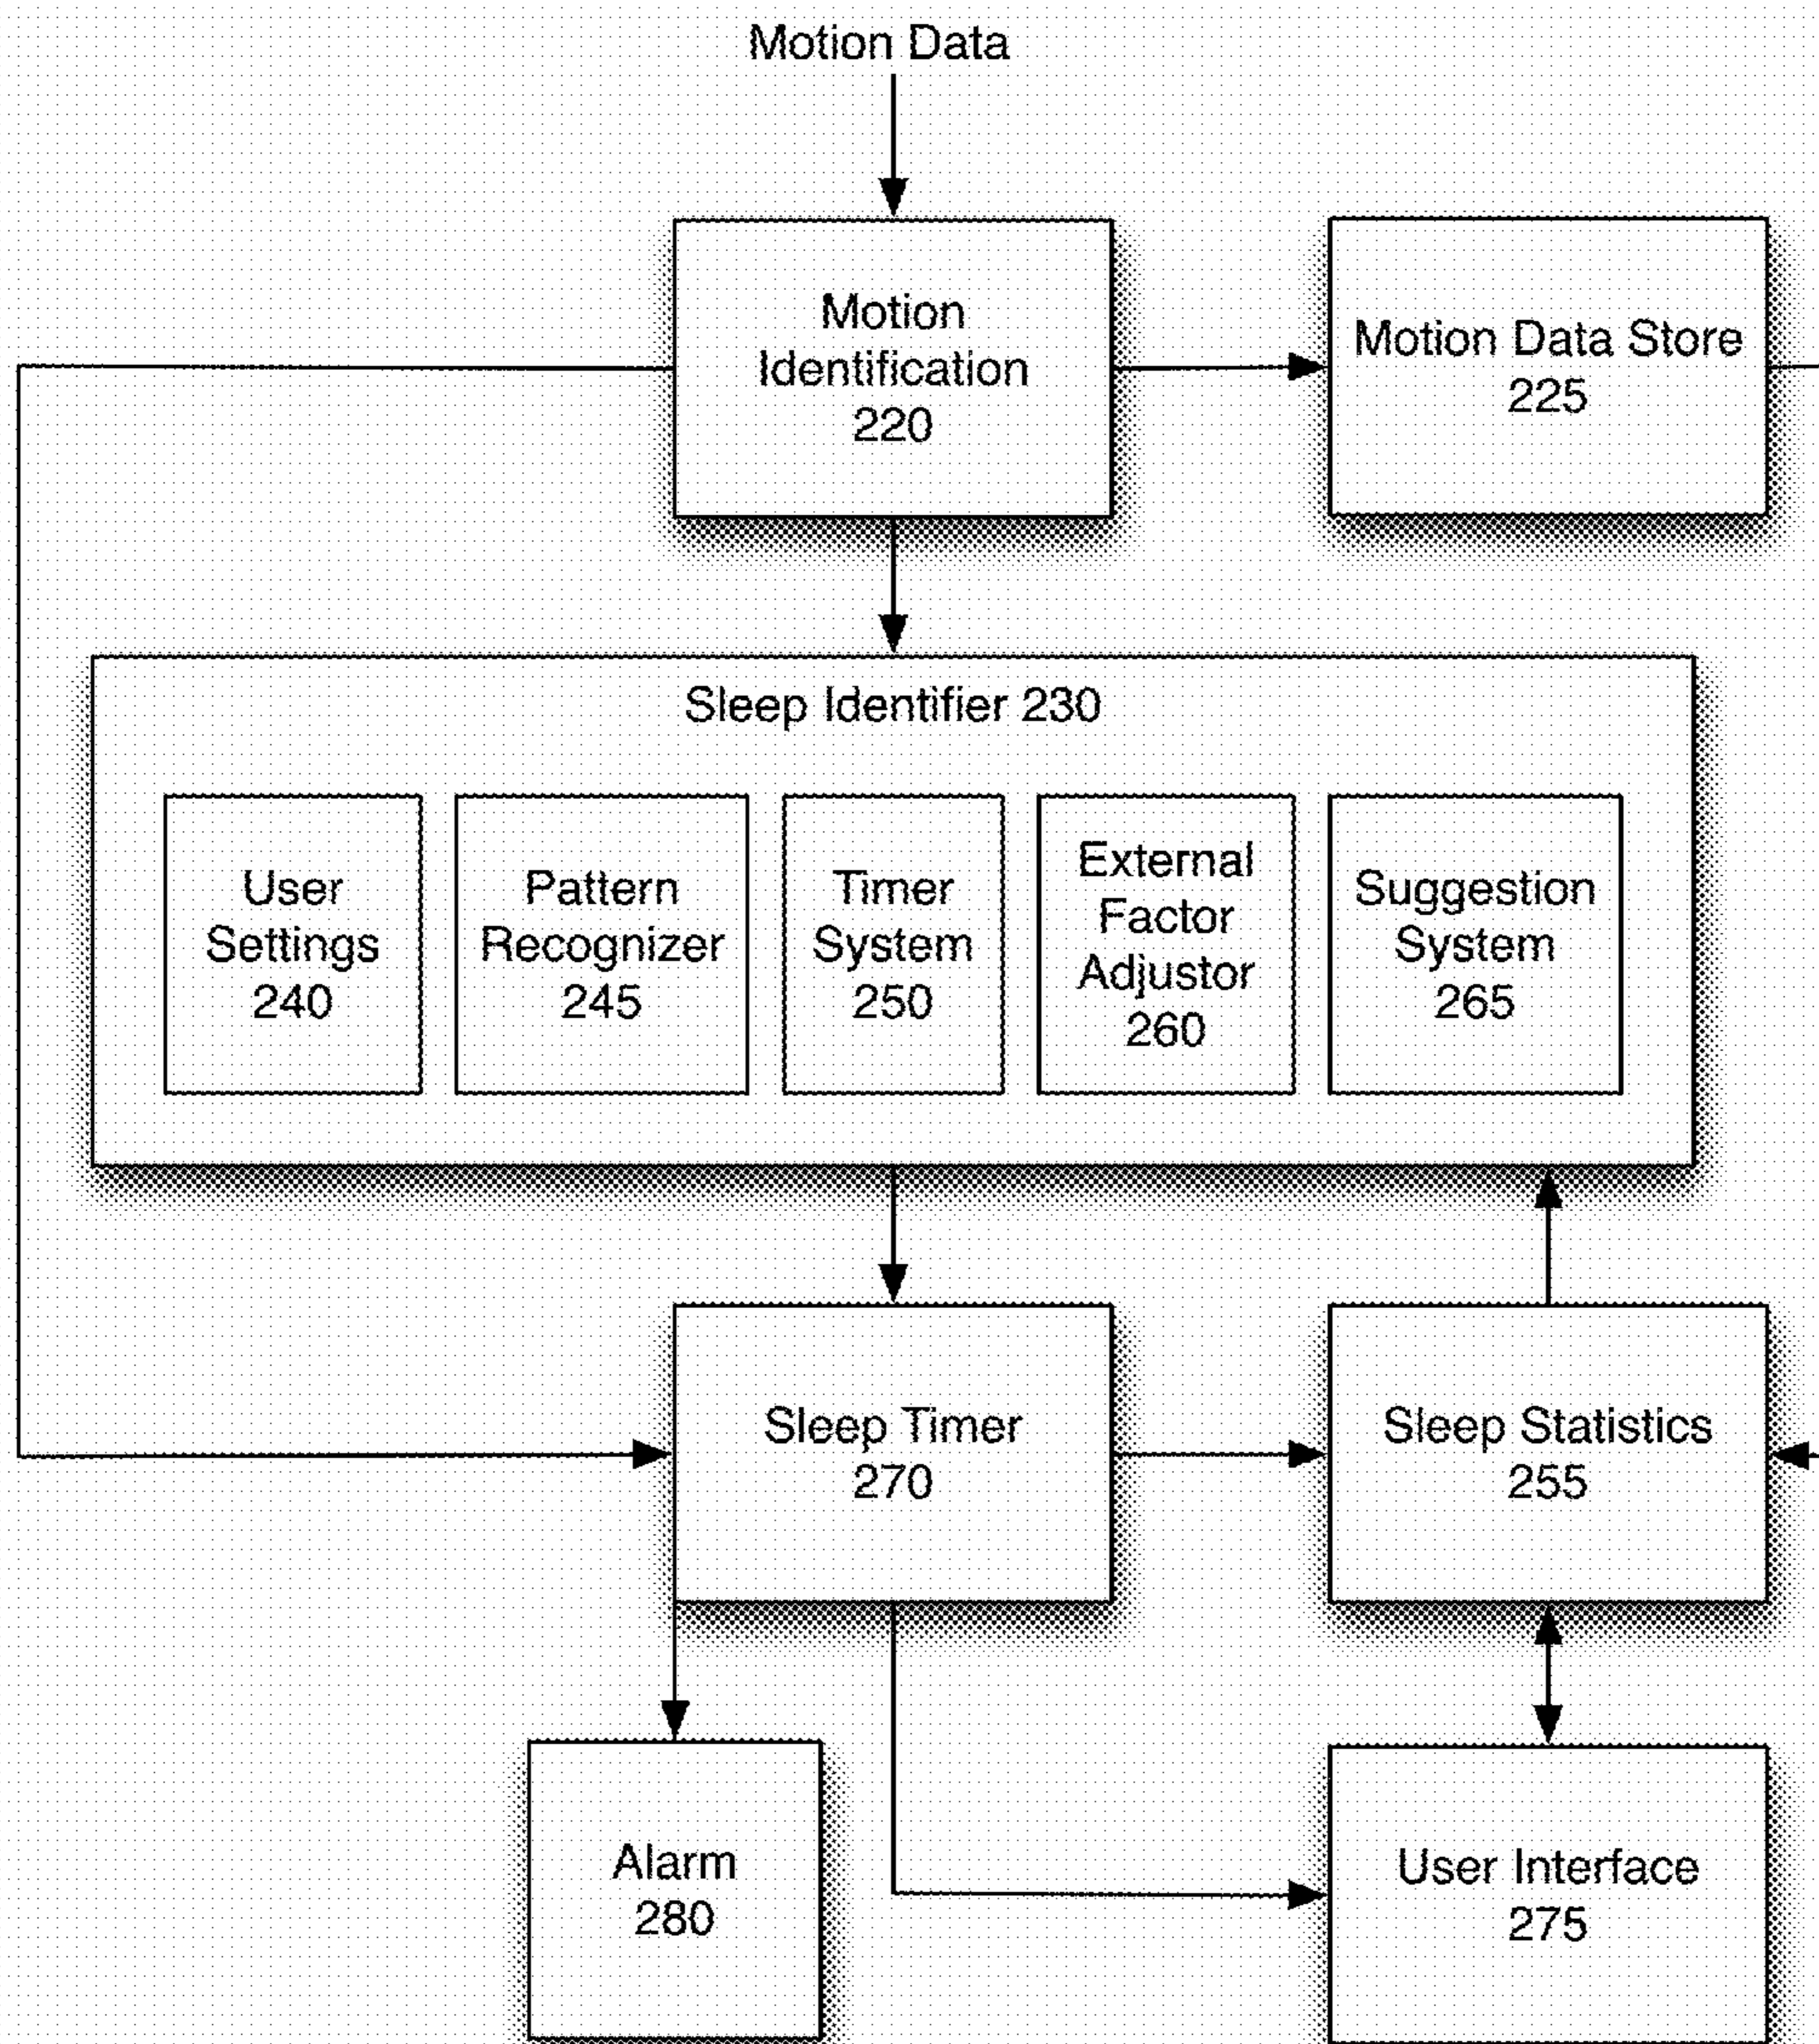 Motion Data
Motion
Identification
220
Motion Data Store
225
Sleep Identifier 230
User
Settings
240
Pattern
Recognizer
245
Timer
System
250
External
Factor
Adjustor
260
Suggestion
System
265
Sleep Timer
270
Sleep Statistics
255
Alarm
280
User Interface
275